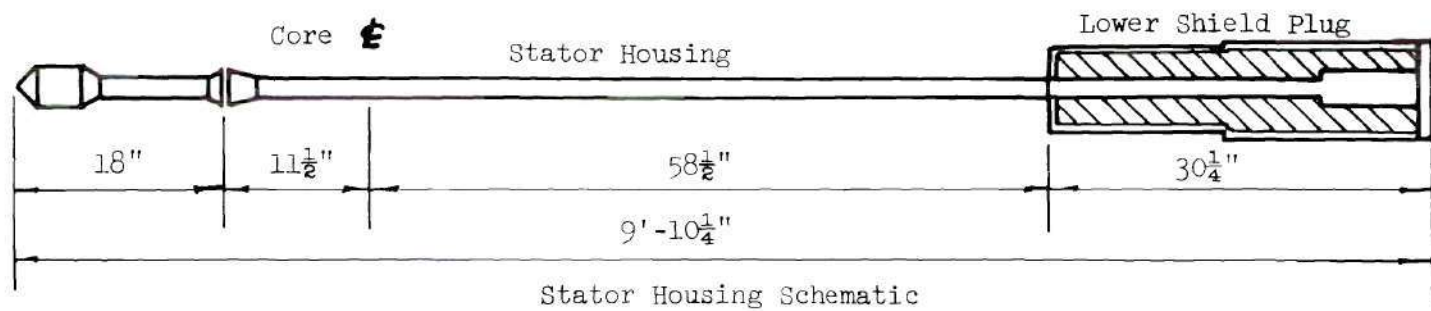 Core ℄
Stator Housing
Lower Shield Plug
18"
11½"
58½"
30¼"
9'-10¼"
Stator Housing Schematic